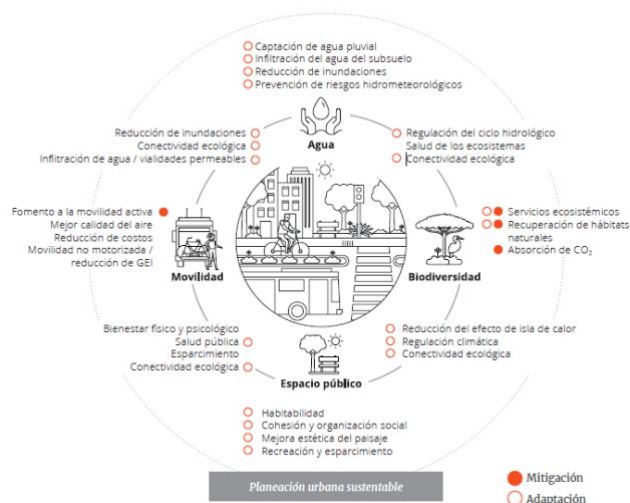 Captación de agua pluvial
Infiltración del agua del subsuelo
Reducción de inundaciones
Prevención de riesgos hidrometeorológicos
Agua
Reducción de inundaciones
Conectividad ecológica
Infiltración de agua / vialidades permeables
Regulación del ciclo hidrológico
Salud de los ecosistemas
Conectividad ecológica
Fomento a la movilidad activa
Mejor calidad del aire
Reducción de costos
Movilidad no motorizada /
reducción de GEI
Movilidad
Servicios ecosistémicos
Recuperación de hábitats
naturales
Absorción de CO₂
Biodiversidad
Bienestar físico y psicológico
Salud pública
Esparcimiento
Conectividad ecológica
Reducción del efecto de isla de calor
Regulación climática
Conectividad ecológica
Espacio público
Habitabilidad
Cohesión y organización social
Mejora estética del paisaje
Recreación y esparcimiento
Planeación urbana sustentable
Mitigación
Adaptación